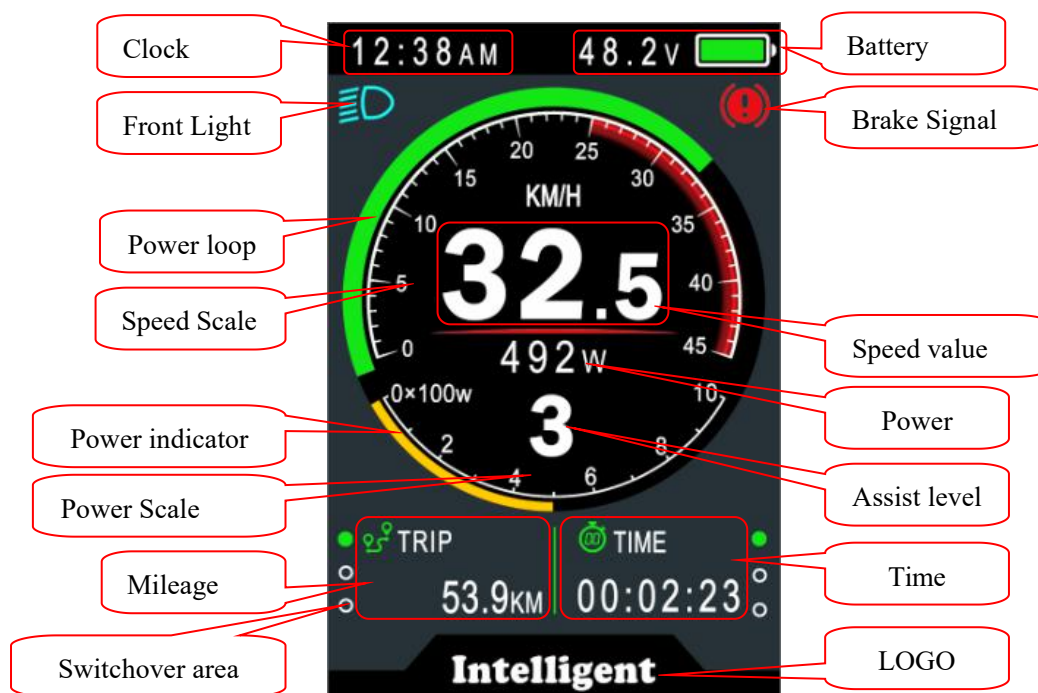 Clock
12:38AM
48.2V
Battery
Front Light
Brake Signal
20
25
15
30
KM/H
10
35
Power loop
32.5
5
40
Speed Scale
0
45
Speed value
492W
0×100w
10
Power
3
Power indicator
2
8
4
6
Assist level
Power Scale
TRIP
00
TIME
Mileage
53.9KM
00:02:23
Time
Switchover area
Intelligent
LOGO